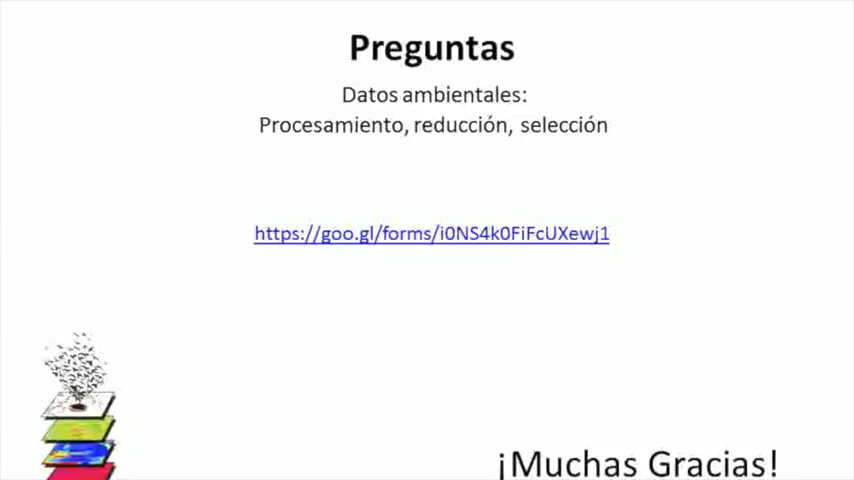 Preguntas
Datos ambientales:
Procesamiento, reducción, selección
https://goo.gl/forms/i0NS4k0FiFcUXewj1
¡Muchas Gracias!